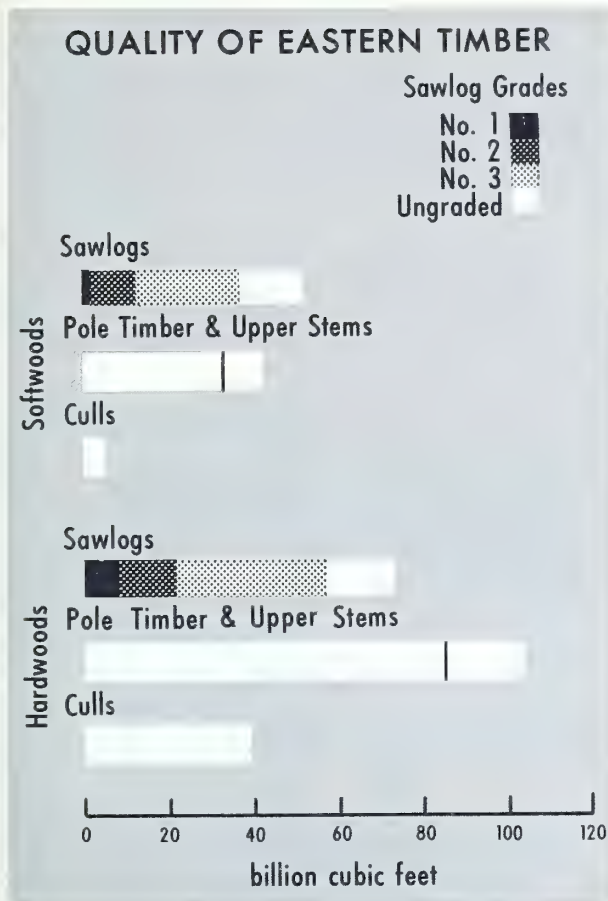 QUALITY OF EASTERN TIMBER
Sawlog Grades
No. 1
No. 2
No. 3
Ungraded
Softwoods
Sawlogs
Pole Timber & Upper Stems
Culls
Hardwoods
Sawlogs
Pole Timber & Upper Stems
Culls
0 20 40 60 80 100 120
billion cubic feet